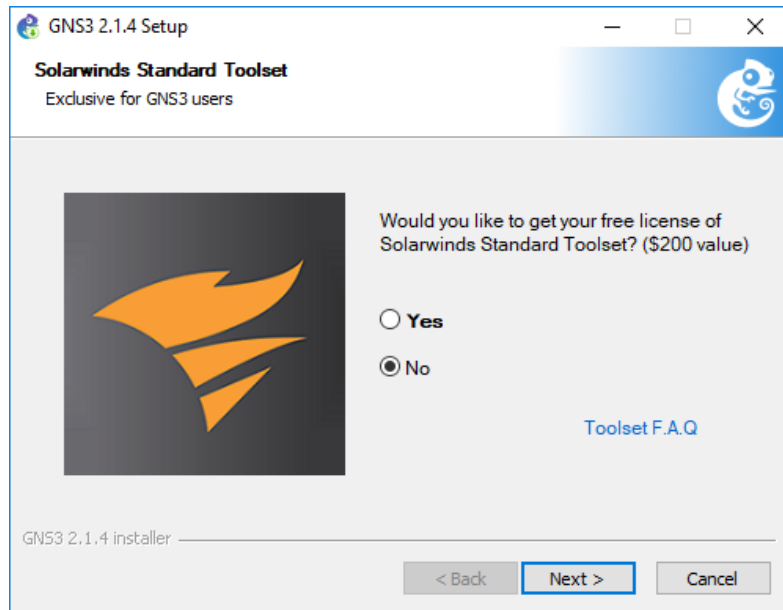 GNS3 2.1.4 Setup
Solarwinds Standard Toolset
Exclusive for GNS3 users
Would you like to get your free license of
Solarwinds Standard Toolset? ($200 value)
Yes
No
Toolset F.A.Q
GNS3 2.1.4 installer
< Back
Next >
Cancel